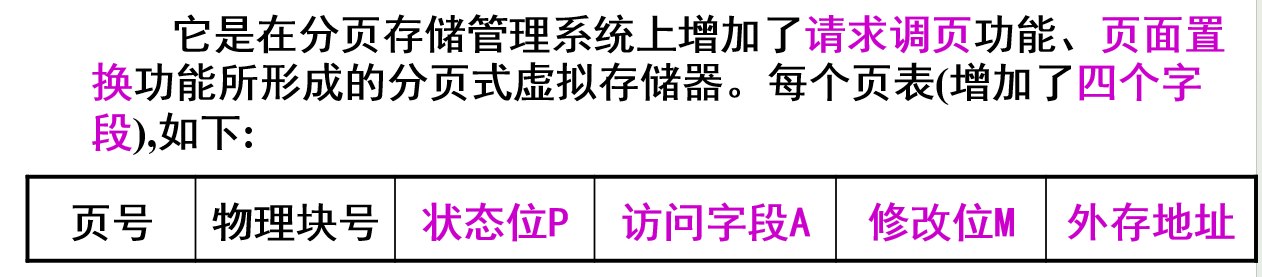 它是在分页存储管理系统上增加了请求调页功能、页面置
换功能所形成的分页式虚拟存储器。每个页表(增加了四个字
段),如下:
页号 物理块号 状态位P 访问字段A 修改位M 外存地址